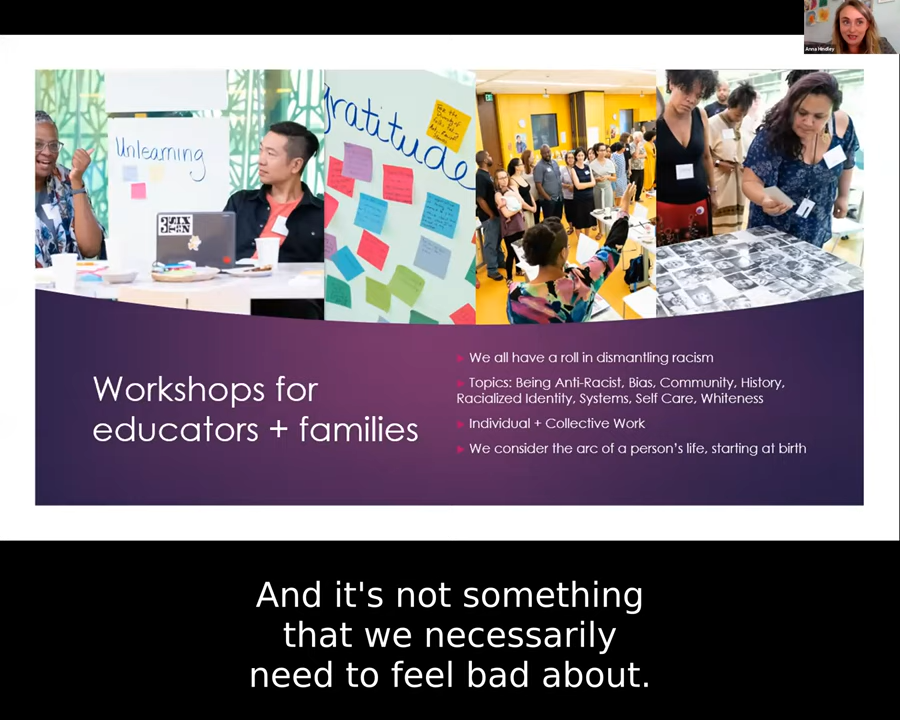 Anna Hindley
Unlearning
gratitude
Workshops for
educators + families
We all have a roll in dismantling racism
Topics: Being Anti-Racist, Bias, Community, History,
Racialized Identity, Systems, Self Care, Whiteness
Individual + Collective Work
We consider the arc of a person's life, starting at birth
And it's not something
that we necessarily
need to feel bad about.